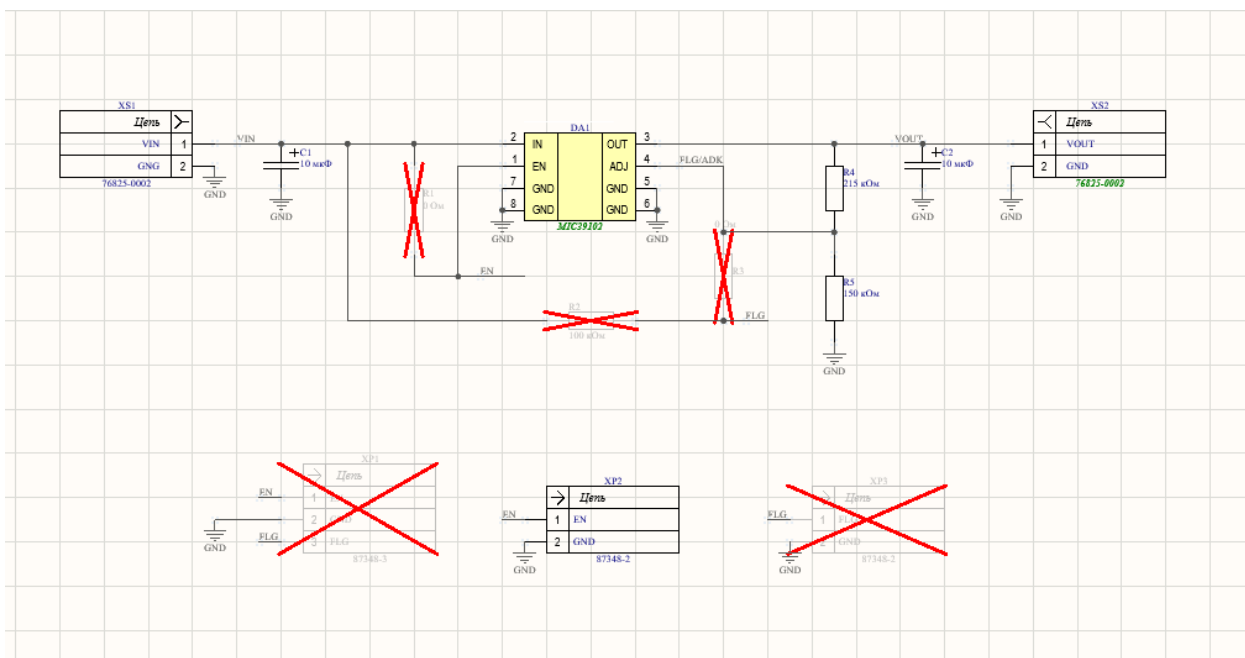 XS1
Цепь
VIN 1
GNG 2
76825-0002
VIN
GND
C1
10 мкФ
GND
R1
0 Ом
DA1
2 IN OUT 3
1 EN ADJ 4
7 GND GND 5
8 GND GND 6
MIC39102
GND
GND
FLG/ADK
EN
R2
100 кОм
0 Ом
R3
FLG
R4
215 кОм
R5
150 кОм
GND
VOUT
C2
10 мкФ
GND
XS2
Цепь
1 VOUT
2 GND
76825-0002
GND
XP1
Цепь
EN 1
2
FLG 3 FLG
GND
87348-3
XP2
Цепь
EN 1 EN
2 GND
GND
87348-2
XP3
Цепь
FLG 1 FLG
2 GND
GND
87348-2